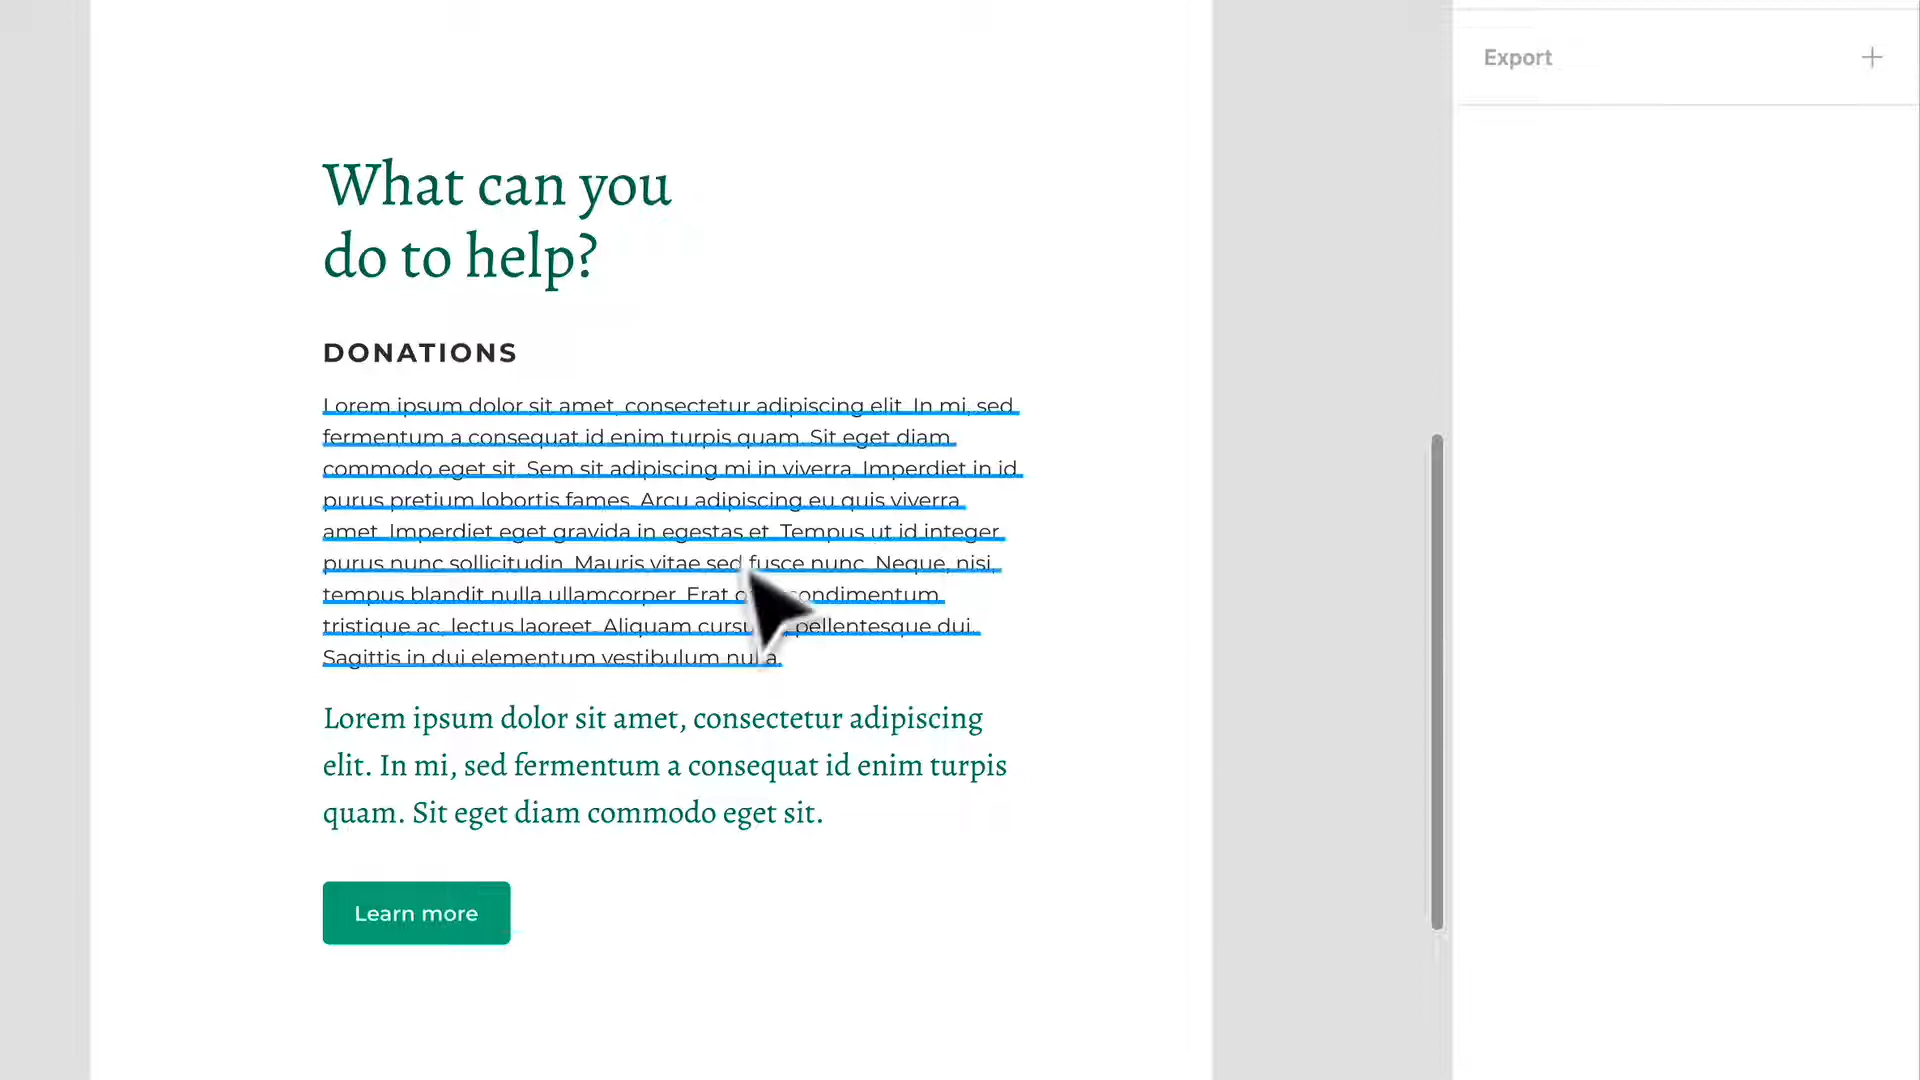 Export
What can you
do to help?
DONATIONS
Lorem ipsum dolor sit amet, consectetur adipiscing elit. In mi, sed
fermentum a consequat id enim turpis quam. Sit eget diam
commodo eget sit. Sem sit adipiscing mi in viverra. Imperdiet in id
purus pretium lobortis fames. Arcu adipiscing eu quis viverra
amet. Imperdiet eget gravida in egestas et. Tempus ut id integer
purus nunc sollicitudin. Mauris vitae sed fusce nunc. Neque, nisi,
tempus blandit nulla ullamcorper. Erat condimentum
tristique ac, lectus laoreet. Aliquam pellentesque dui.
Sagittis in dui elementum vestibulum nulla.
Lorem ipsum dolor sit amet, consectetur adipiscing
elit. In mi, sed fermentum a consequat id enim turpis
quam. Sit eget diam commodo eget sit.
Learn more